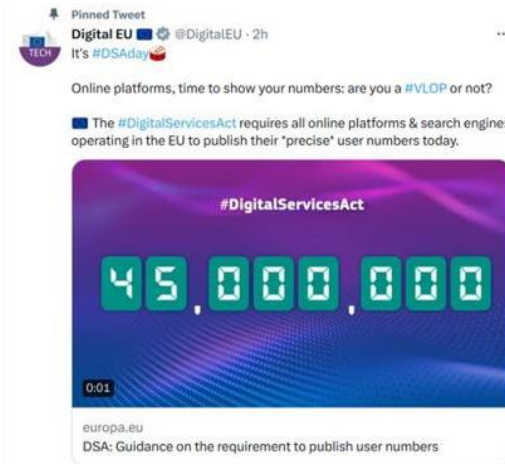 Pinned Tweet
Digital EU 🇪🇺 @DigitalEU · 2h
TECH
It's #DSAday🥁
Online platforms, time to show your numbers: are you a #VLOP or not?
🇪🇺 The #DigitalServicesAct requires all online platforms & search engines
operating in the EU to publish their *precise* user numbers today.
#DigitalServicesAct
45,000,000
0:01
europa.eu
DSA: Guidance on the requirement to publish user numbers